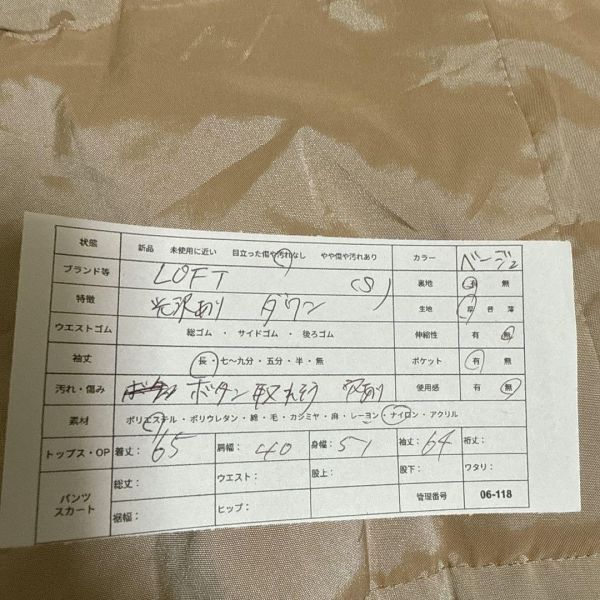 状態 新品 未使用に近い 目立った傷や汚れなし やや傷や汚れあり カラー ベージュ
ブランド等 LOFT (S) 裏地 有 無
特徴 光沢あり ダウン 生地 厚 普 薄
ウエストゴム 総ゴム ・ サイドゴム ・ 後ろゴム 伸縮性 有 無
袖丈 長・七～九分・五分・半・無 ポケット 有 無
汚れ・傷み ボタン取れそう 穴あり 使用感 有 無
素材 ポリエステル・ポリウレタン・綿・毛・カシミヤ・麻・レーヨン・ナイロン・アクリル
トップス・OP 着丈：65 肩幅：40 身幅：51 袖丈：64 裄丈：
パンツ スカート 総丈： ウエスト： 股上： 股下： ワタリ：
裾幅： ヒップ： 管理番号 06-118